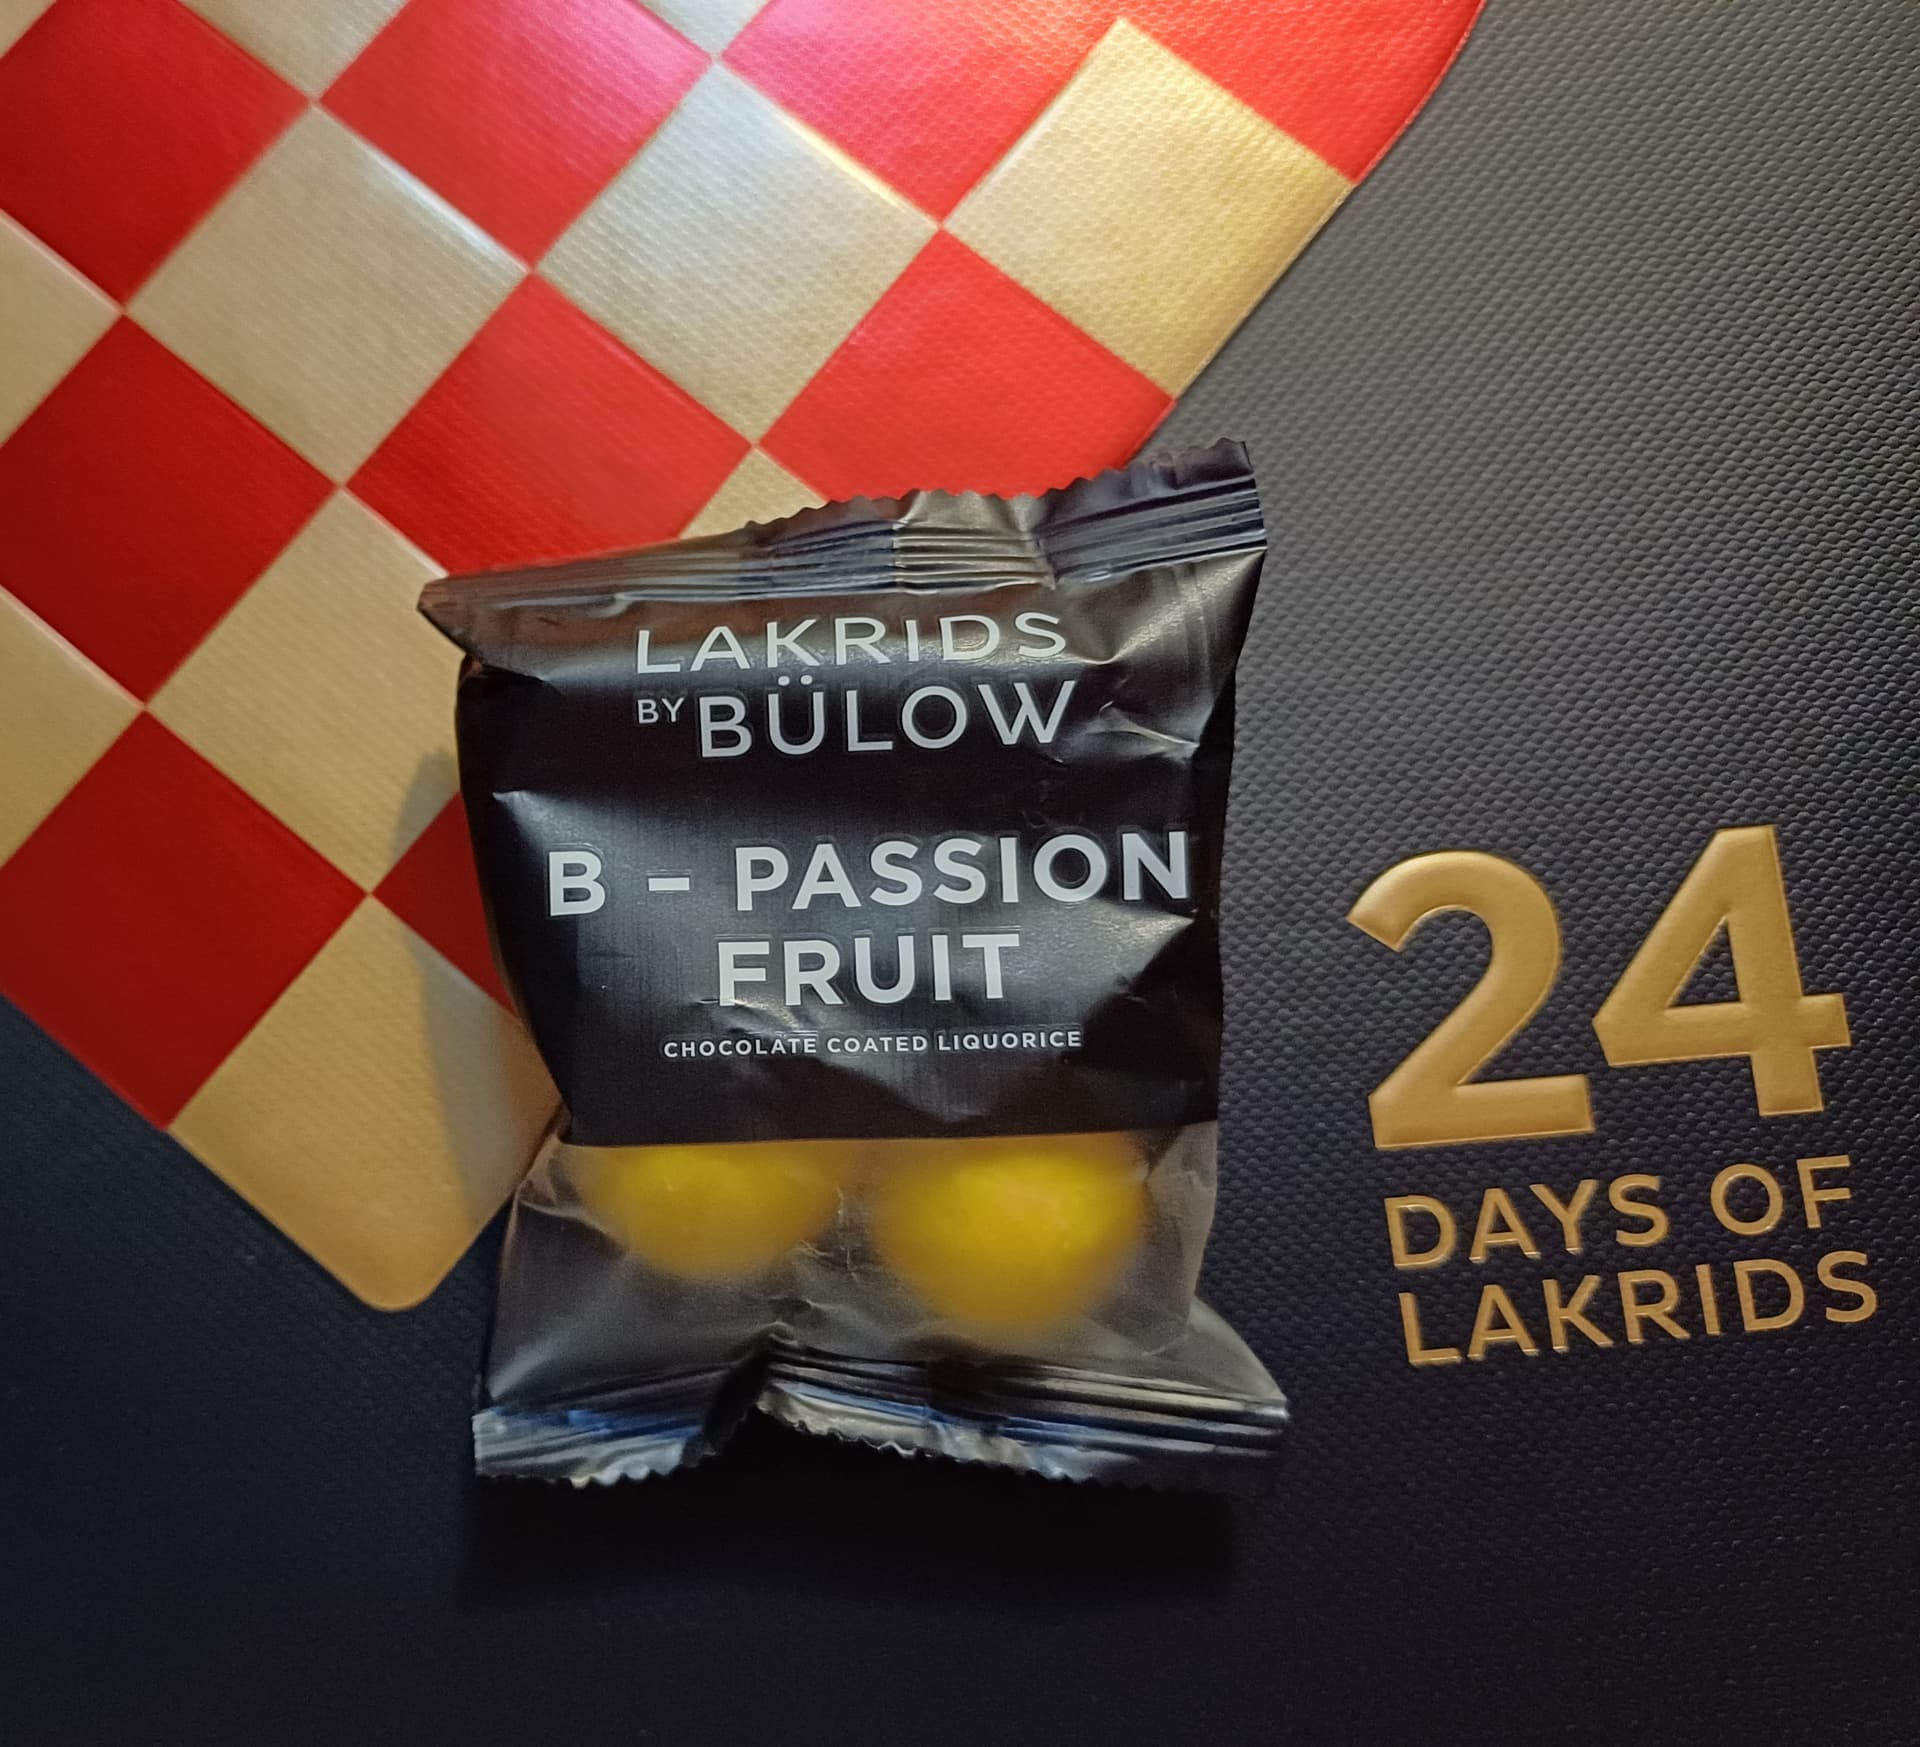 LAKRIDS
BY BÜLOW
B – PASSION
FRUIT
CHOCOLATE COATED LIQUORICE
24
DAYS OF
LAKRIDS